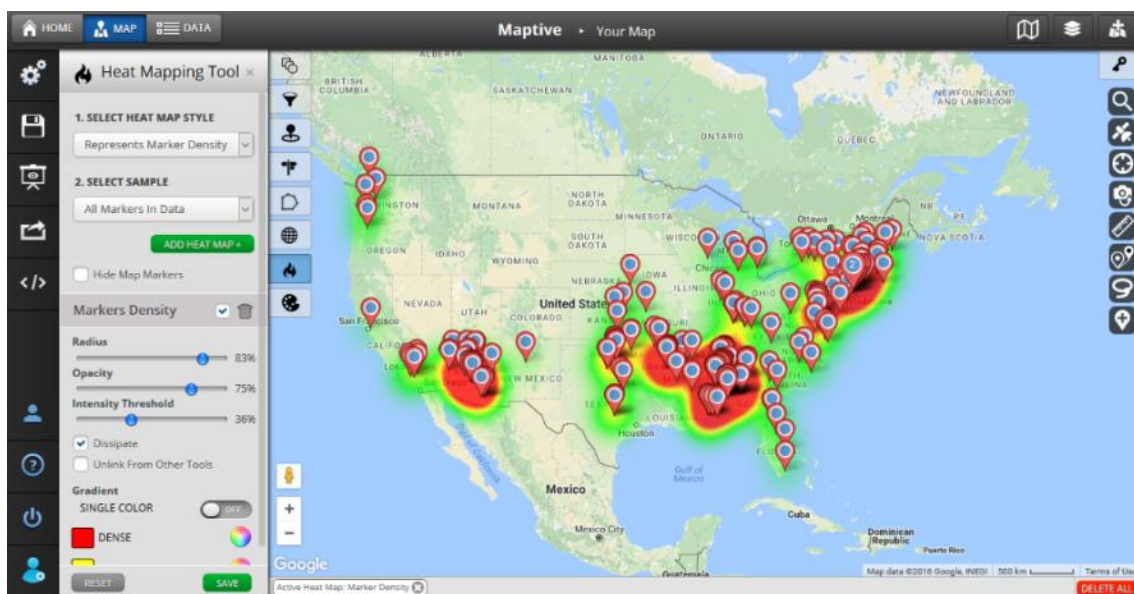 HOME
MAP
DATA
Maptive ▸ Your Map
Heat Mapping Tool ×
1. SELECT HEAT MAP STYLE
Represents Marker Density
2. SELECT SAMPLE
All Markers In Data
ADD HEAT MAP +
Hide Map Markers
Markers Density
Radius
83%
Opacity
75%
Intensity Threshold
36%
Dissipate
Unlink From Other Tools
Gradient
SINGLE COLOR
OFF
DENSE
RESET
SAVE
ALBERTA
MANITOBA
BRITISH
COLUMBIA
SASKATCHEWAN
NEWFOUNDLAND
AND LABRADOR
ONTARIO
QUEBEC
NB
PE
NOVA SCOTIA
Ottawa
Montreal
NORTH
DAKOTA
MONTANA
MINNESOTA
SOUTH
DAKOTA
OREGON
IDAHO
WYOMING
NEBRASKA
IOWA
Chicago
ILLINOIS
OHIO
NEVADA
UTAH
COLORADO
United State
San Francisco
NEW MEXICO
LOUISI
Houston
Gulf of
Mexico
Mexico
Mexico City
Cuba
Dominican
Republic
Puerto Rico
Guatemala
Google
Map data ©2016 Google, INEGI
500 km
Terms of Use
Active Heat Map: Marker Density
DELETE ALL